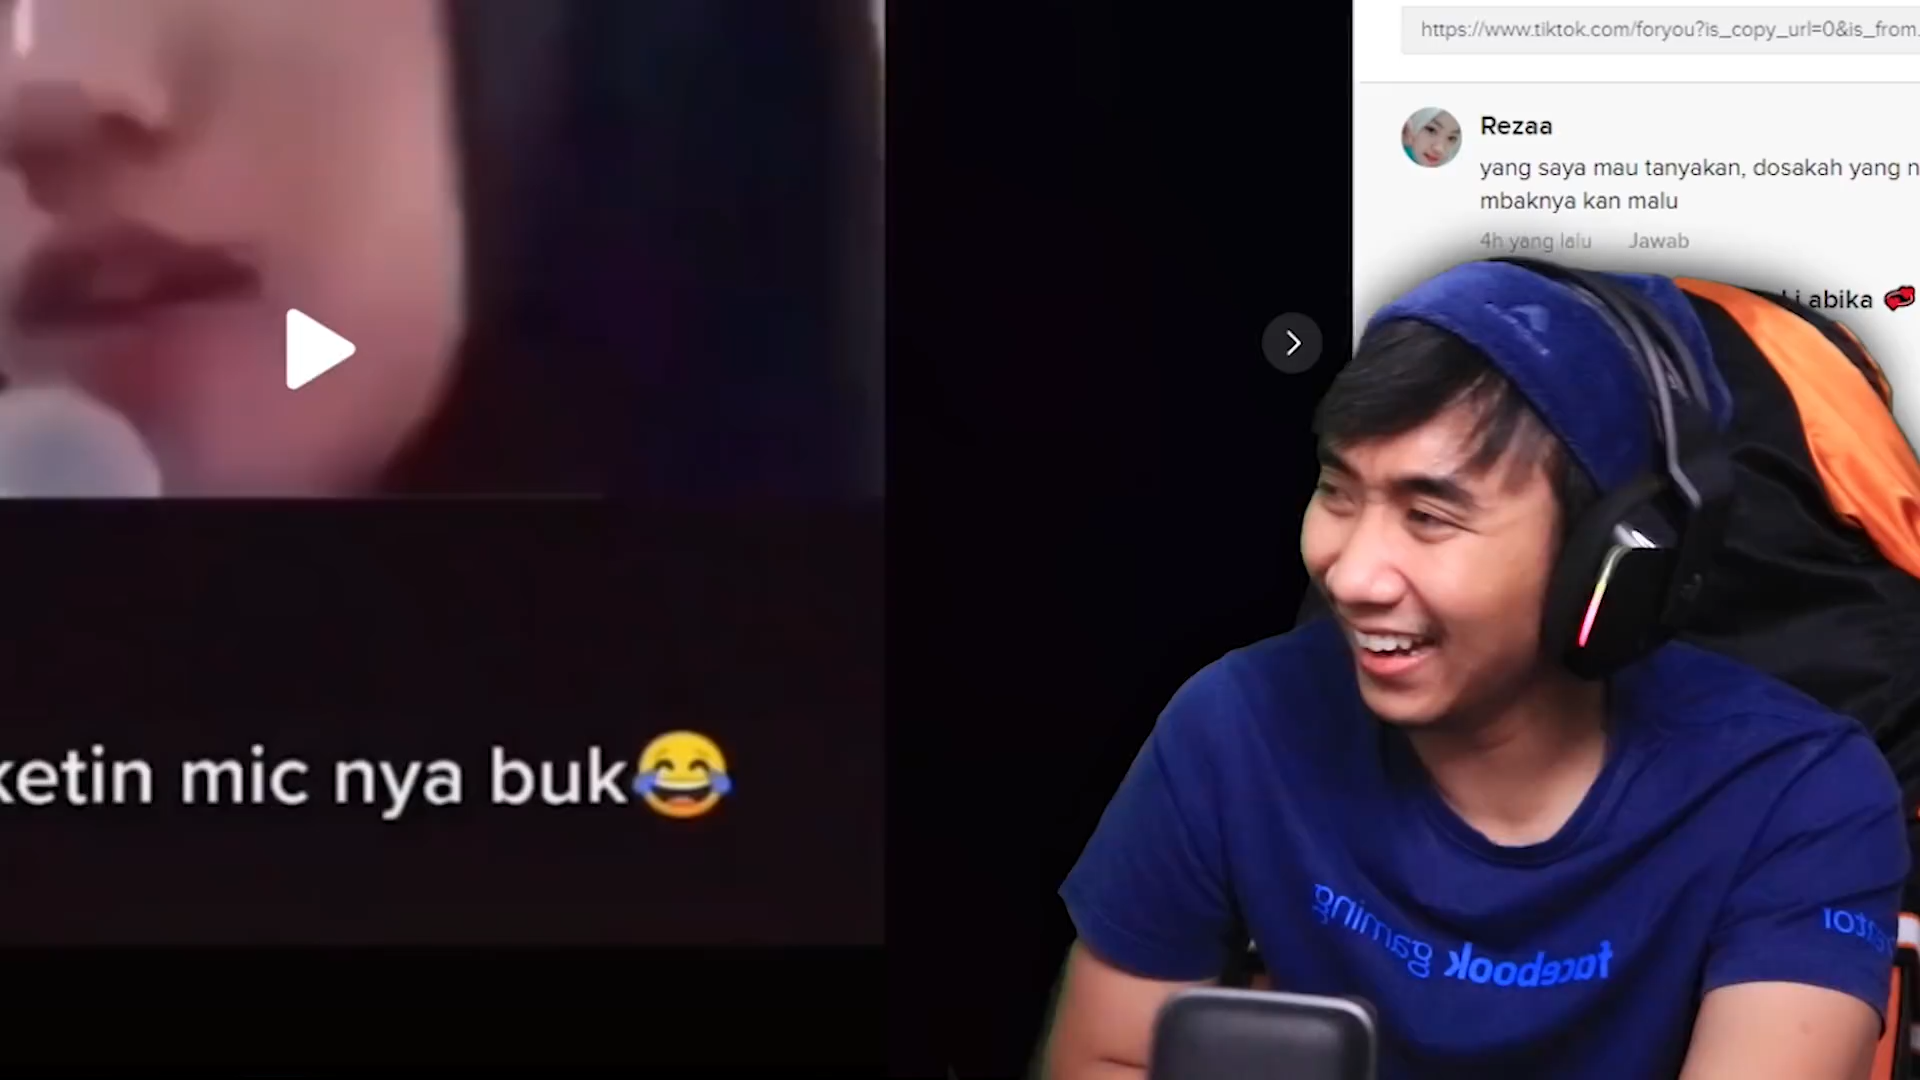 https://www.tiktok.com/foryou?is_copy_url=0&is_from.
Rezaa
yang saya mau tanyakan, dosakah yang
mbaknya kan malu
4h yang lalu Jawab
abika
mic nya buk😂
facebook gaming